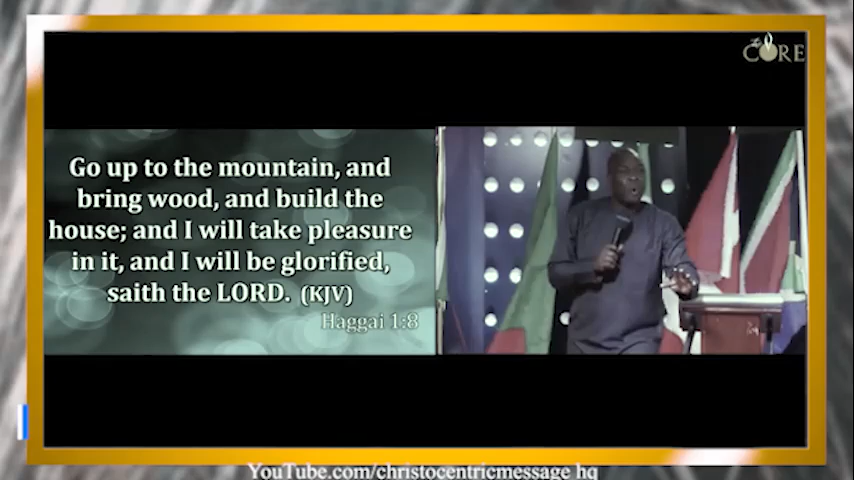 THE CORE
Go up to the mountain, and
bring wood, and build the
house; and I will take pleasure
in it, and I will be glorified,
saith the LORD. (KJV)
Haggai 1:8
YouTube.com/christocentricmessage hq